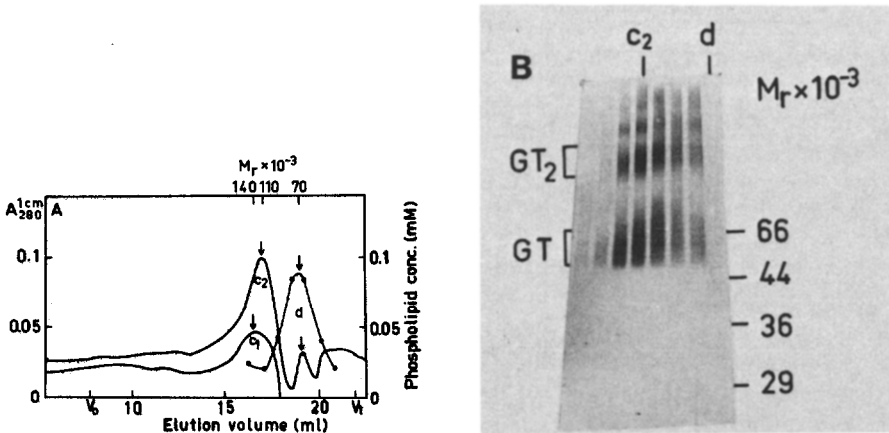 Mr × 10⁻³
140 110 70
A₂₈₀¹ᶜᵐ A
0.1
0.05
0
c₂
c₁
d
0.1
0.05
0
Phospholipid conc. (mM)
V₀ 10 15 20 Vₜ
Elution volume (ml)
B
c₂ d
Mr×10⁻³
GT₂
GT
66
44
36
29